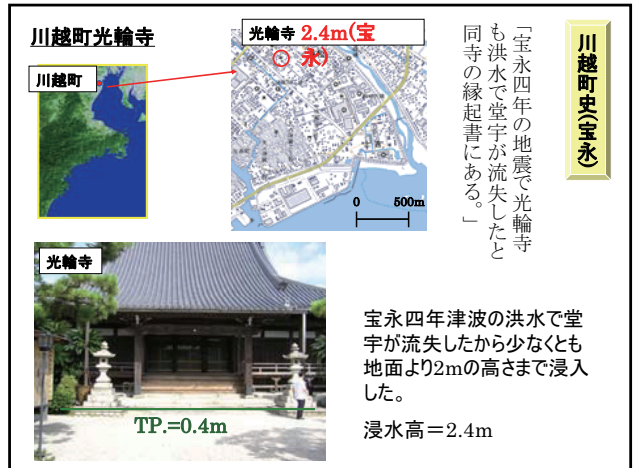 川越町光輪寺
川越町
光輪寺 2.4m(宝
永)
0 500m
川越町史(宝永)
「宝永四年の地震で光輪寺
も洪水で堂宇が流失したと
同寺の縁起書にある。」
光輪寺
TP.=0.4m
宝永四年津波の洪水で堂
宇が流失したから少なくとも
地面より2mの高さまで浸入
した。
浸水高=2.4m